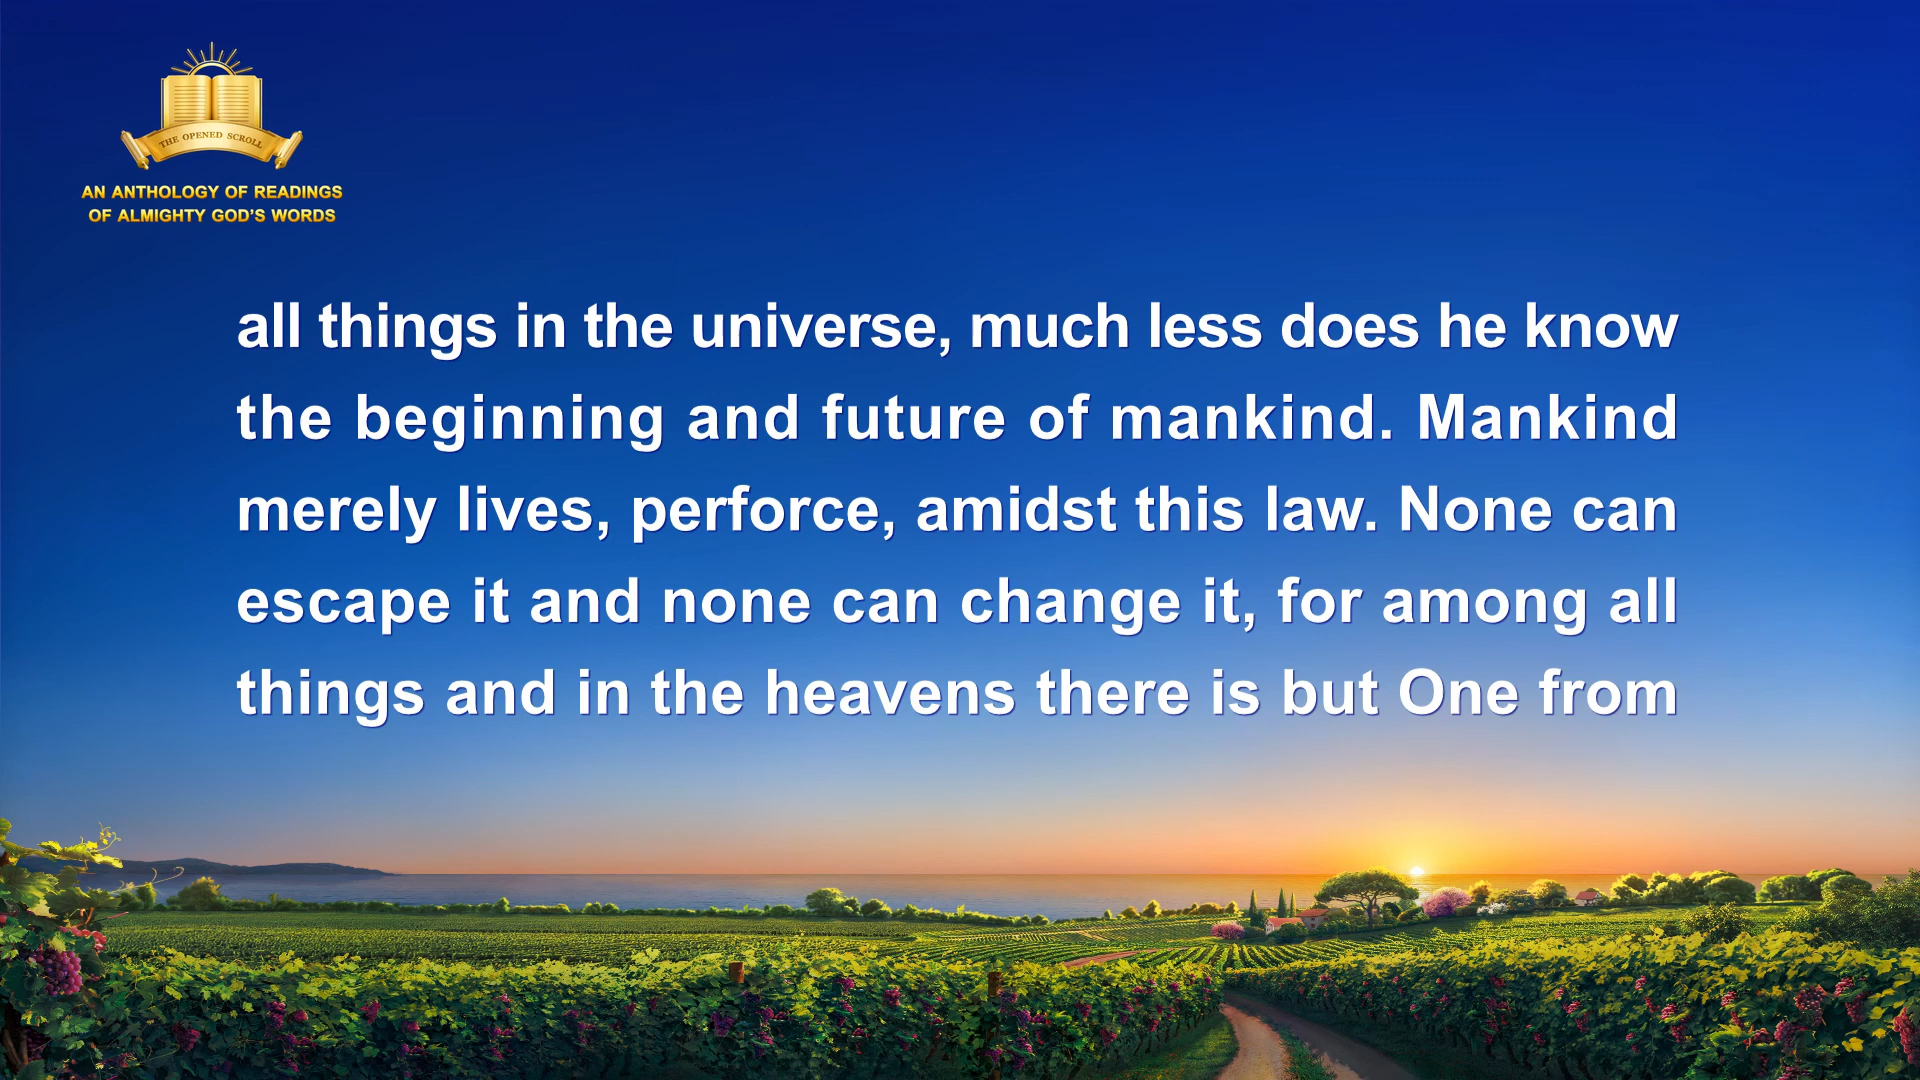 THE OPENED SCROLL
AN ANTHOLOGY OF READINGS
OF ALMIGHTY GOD'S WORDS
all things in the universe, much less does he know
the beginning and future of mankind. Mankind
merely lives, perforce, amidst this law. None can
escape it and none can change it, for among all
things and in the heavens there is but One from